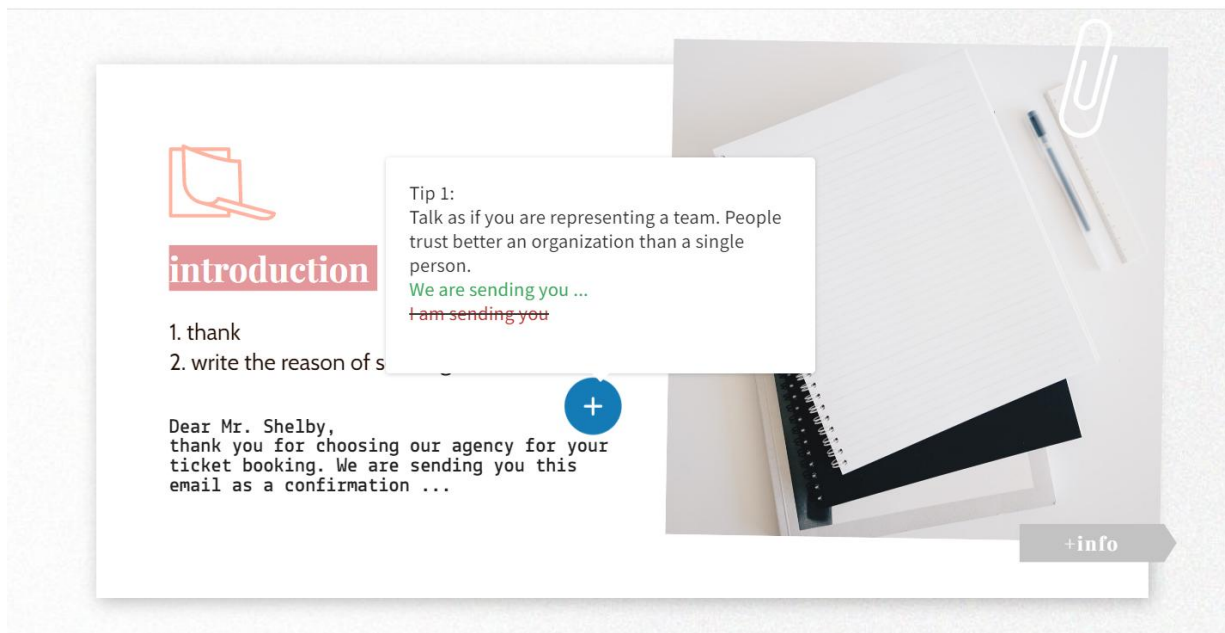 introduction
1. thank
2. write the reason of s
Tip 1:
Talk as if you are representing a team. People
trust better an organization than a single
person.
We are sending you ...
I am sending you
Dear Mr. Shelby,
thank you for choosing our agency for your
ticket booking. We are sending you this
email as a confirmation ...
+info